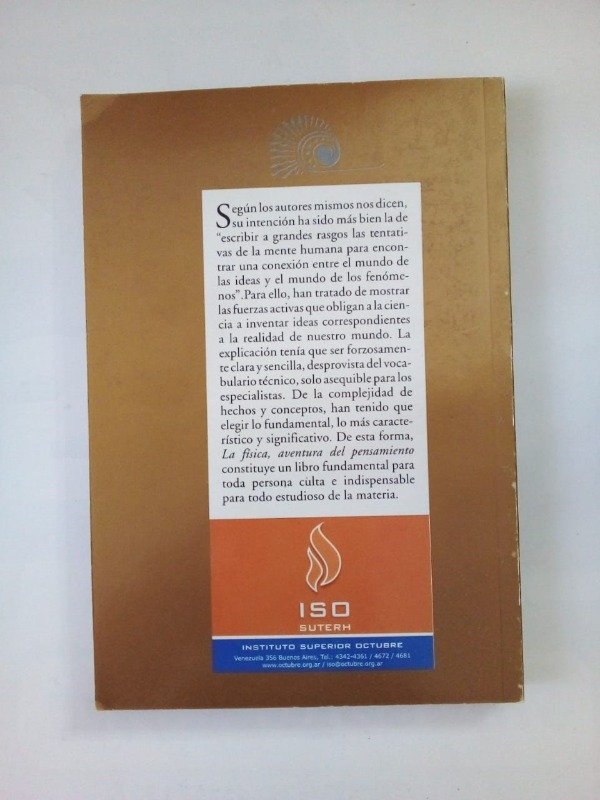 Según los autores mismos nos dicen,
su intención ha sido más bien la de
"escribir a grandes rasgos las tentati-
vas de la mente humana para encon-
trar una conexión entre el mundo de
las ideas y el mundo de los fenóme-
nos".Para ello, han tratado de mostrar
las fuerzas activas que obligan a la cien-
cia a inventar ideas correspondientes
a la realidad de nuestro mundo. La
explicación tenía que ser forzosamen-
te clara y sencilla, desprovista del voca-
bulario técnico, solo asequible para los
especialistas. De la complejidad de
hechos y conceptos, han tenido que
elegir lo fundamental, lo más caracte-
rístico y significativo. De esta forma,
La física, aventura del pensamiento
constituye un libro fundamental para
toda persona culta e indispensable
para todo estudioso de la materia.
ISO
SUTERH
INSTITUTO SUPERIOR OCTUBRE
Venezuela 356 Buenos Aires, Tel.: 4342-4361 / 4672 / 4681
www.octubre.org.ar / iso@octubre.org.ar